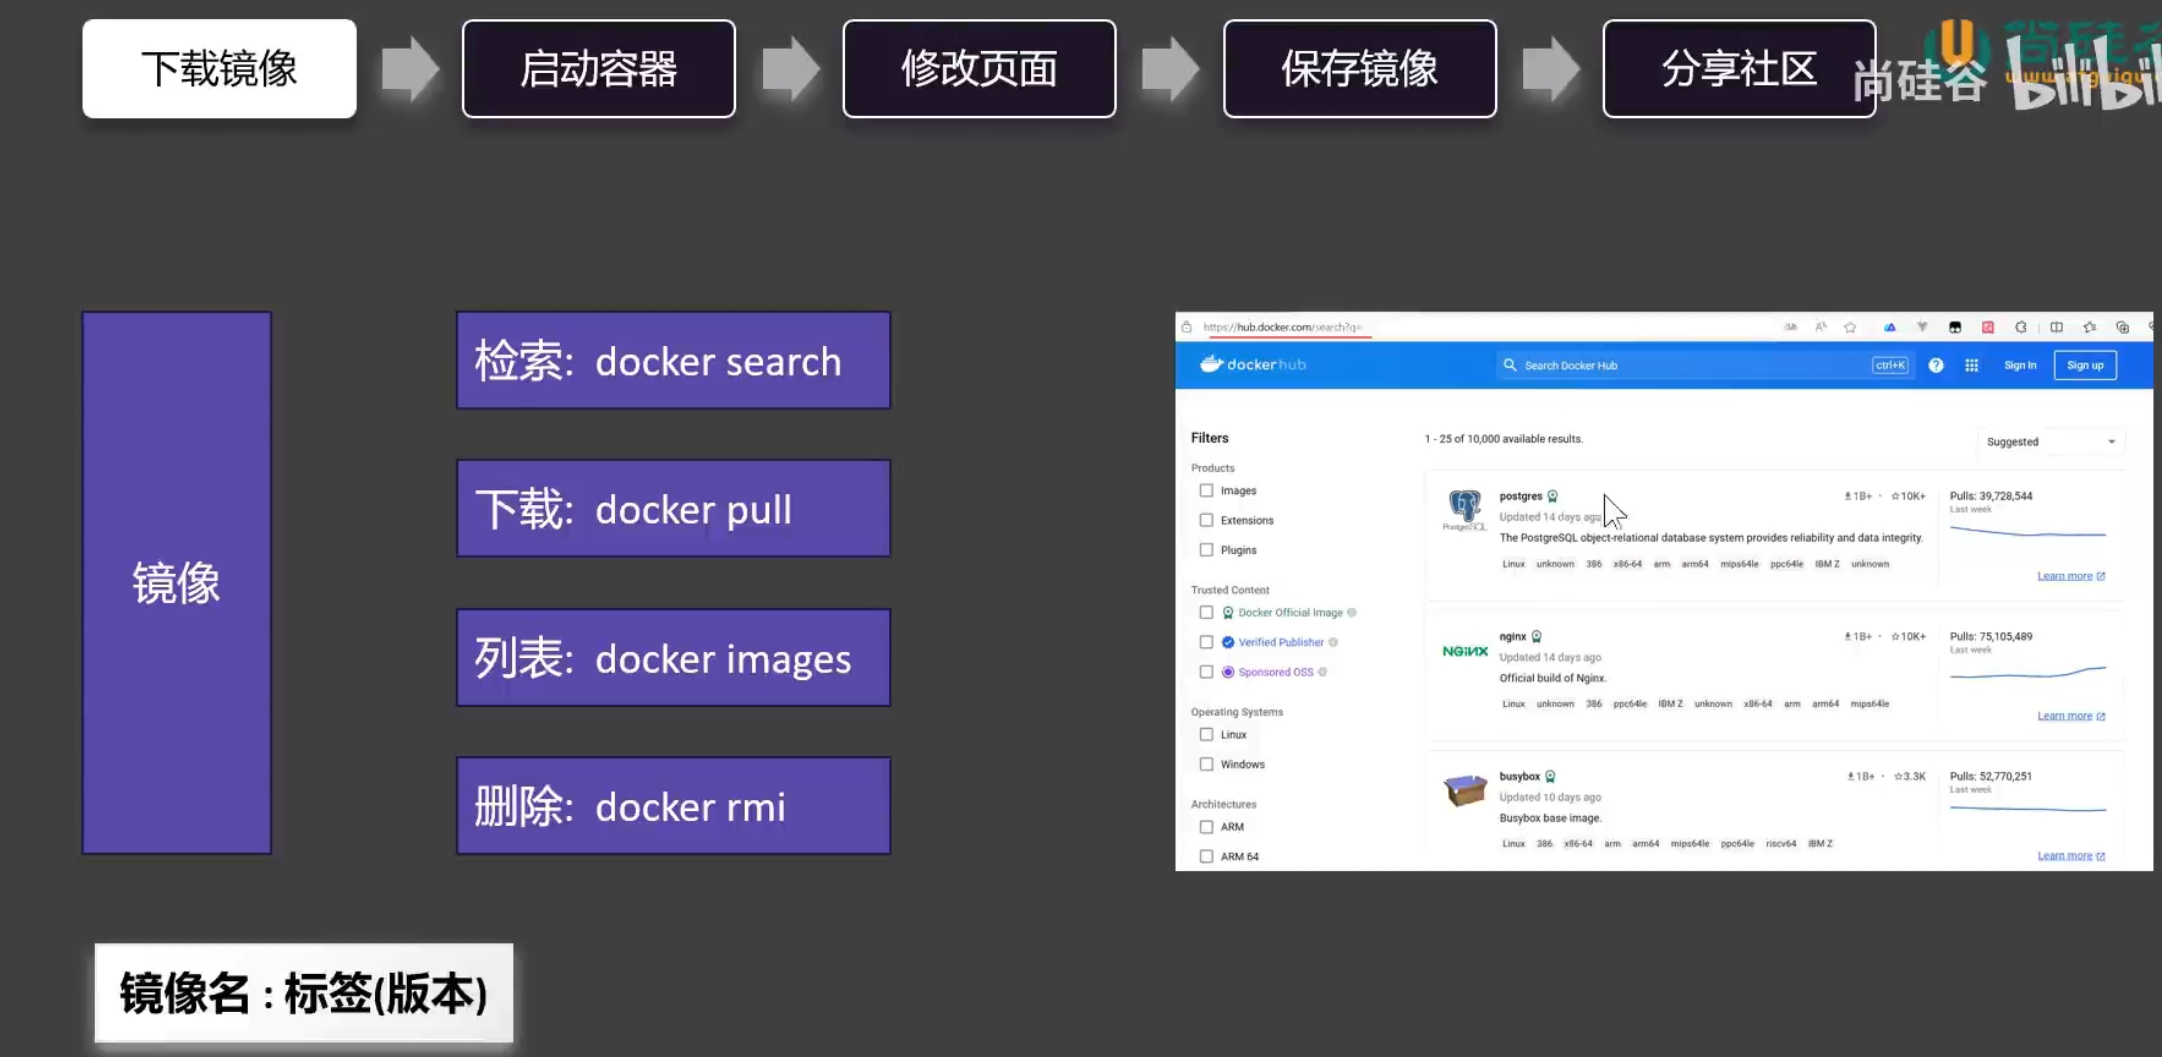 下载镜像
启动容器
修改页面
保存镜像
分享社区
尚硅谷
bilibili
镜像
检索: docker search
下载: docker pull
列表: docker images
删除: docker rmi
镜像名 : 标签(版本)
https://hub.docker.com/search?q=
dockerhub
Search Docker Hub
ctrl+K
Sign In
Sign up
Filters
Products
Images
Extensions
Plugins
Trusted Content
Docker Official Image
Verified Publisher
Sponsored OSS
Operating Systems
Linux
Windows
Architectures
ARM
ARM 64
1 - 25 of 10,000 available results.
Suggested
PostgreSQL
postgres
1B+ · 10K+
Pulls: 39,728,544
Updated 14 days ago
Last week
The PostgreSQL object-relational database system provides reliability and data integrity.
Linux unknown 386 x86-64 arm arm64 mips64le ppc64le IBM Z unknown
Learn more
NGINX
nginx
1B+ · 10K+
Pulls: 75,105,489
Updated 14 days ago
Last week
Official build of Nginx.
Linux unknown 386 ppc64le IBM Z unknown x86-64 arm arm64 mips64le
Learn more
busybox
1B+ · 3.3K
Pulls: 52,770,251
Updated 10 days ago
Last week
Busybox base image.
Linux 386 x86-64 arm arm64 mips64le ppc64le riscv64 IBM Z
Learn more